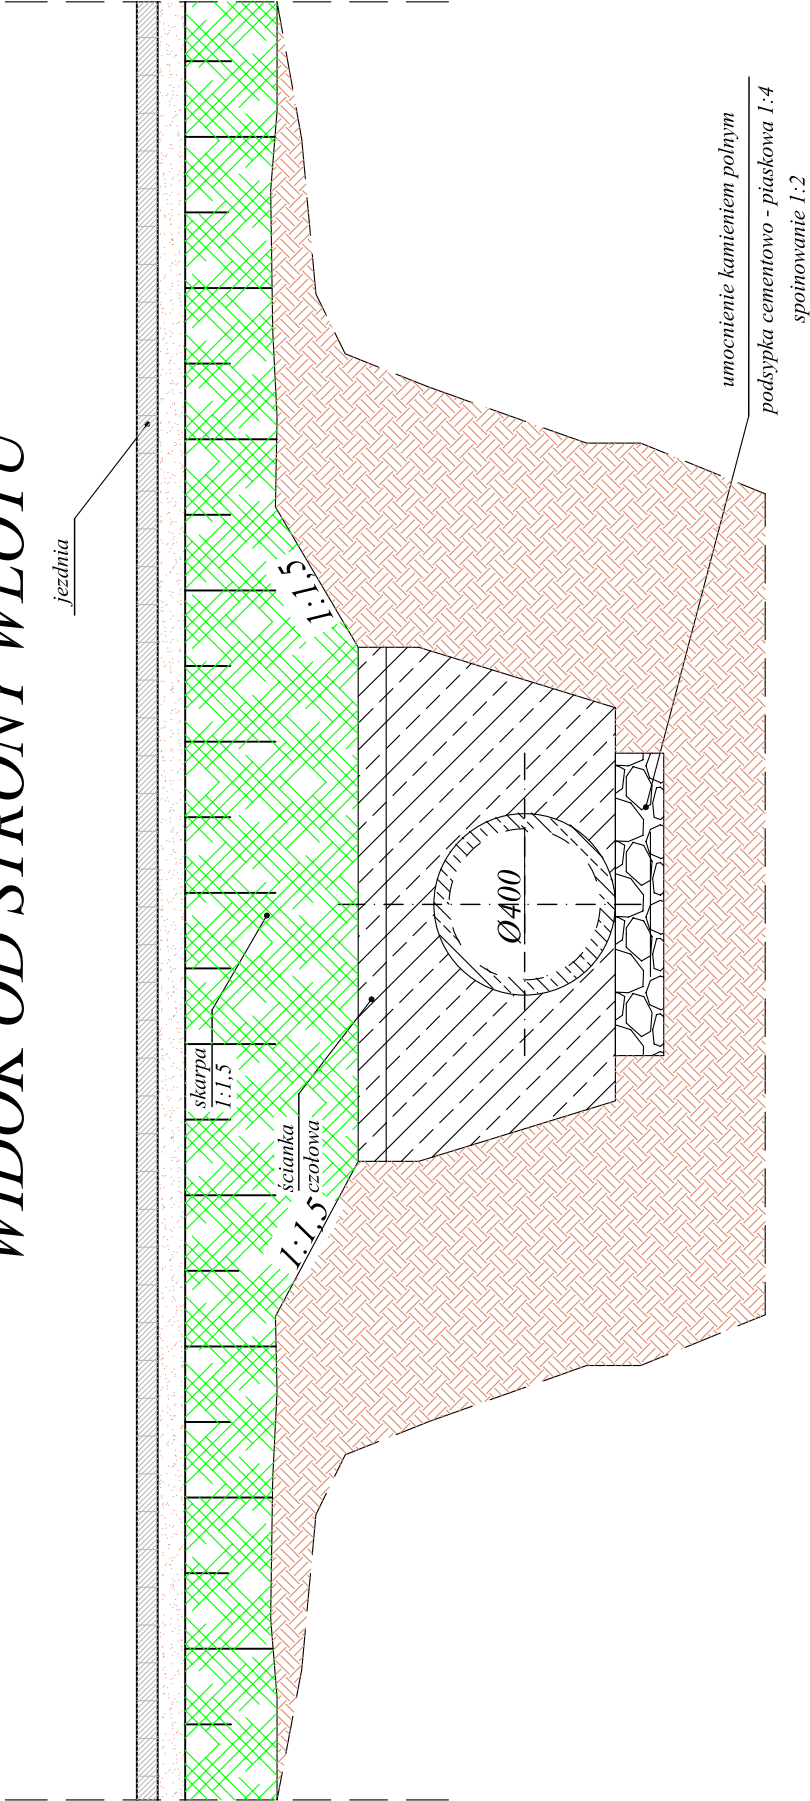 WIDOK OD STRONY WLOTU
jezdnia
skarpa
1:1,5
ścianka
czołowa
1:1,5
1:1,5
Ø400
umocnienie kamieniem polnym
podsypka cementowo - piaskowa 1:4
spoinowanie 1:2